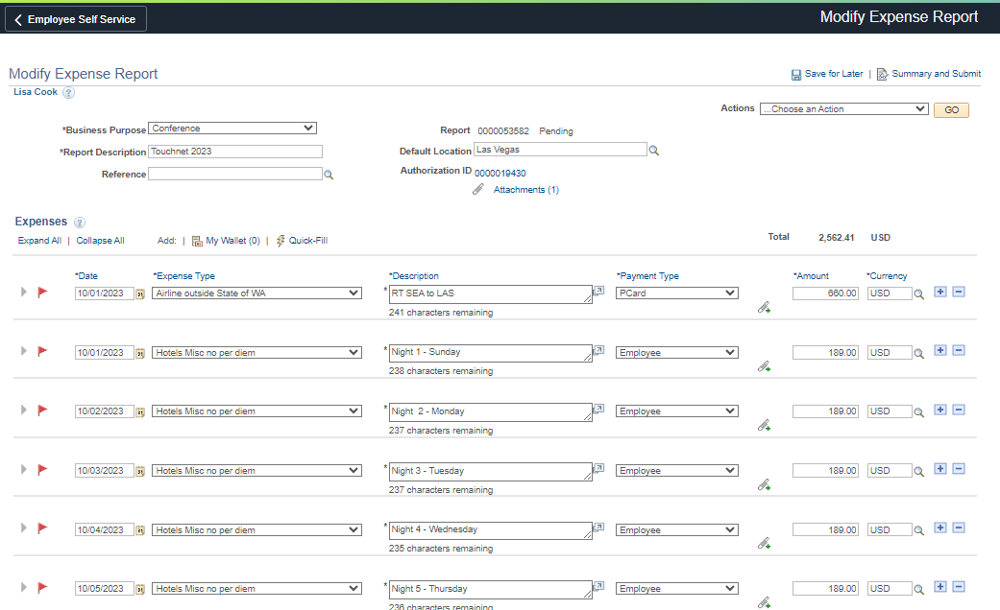 Employee Self Service
Modify Expense Report
Modify Expense Report
Save for Later | Summary and Submit
Lisa Cook ?
Actions ...Choose an Action GO
*Business Purpose Conference
Report 0000053582 Pending
*Report Description Touchnet 2023
Default Location Las Vegas
Reference
Authorization ID 0000019430
Attachments (1)
Expenses ?
Expand All | Collapse All Add: | My Wallet (0) | Quick-Fill
Total 2,562.41 USD
*Date *Expense Type *Description *Payment Type *Amount *Currency
10/01/2023 Airline outside State of WA * RT SEA to LAS PCard 660.00 USD
241 characters remaining
10/01/2023 Hotels Misc no per diem * Night 1 - Sunday Employee 189.00 USD
238 characters remaining
10/02/2023 Hotels Misc no per diem * Night 2 - Monday Employee 189.00 USD
237 characters remaining
10/03/2023 Hotels Misc no per diem * Night 3 - Tuesday Employee 189.00 USD
237 characters remaining
10/04/2023 Hotels Misc no per diem * Night 4 - Wednesday Employee 189.00 USD
235 characters remaining
10/05/2023 Hotels Misc no per diem * Night 5 - Thursday Employee 189.00 USD
236 characters remaining